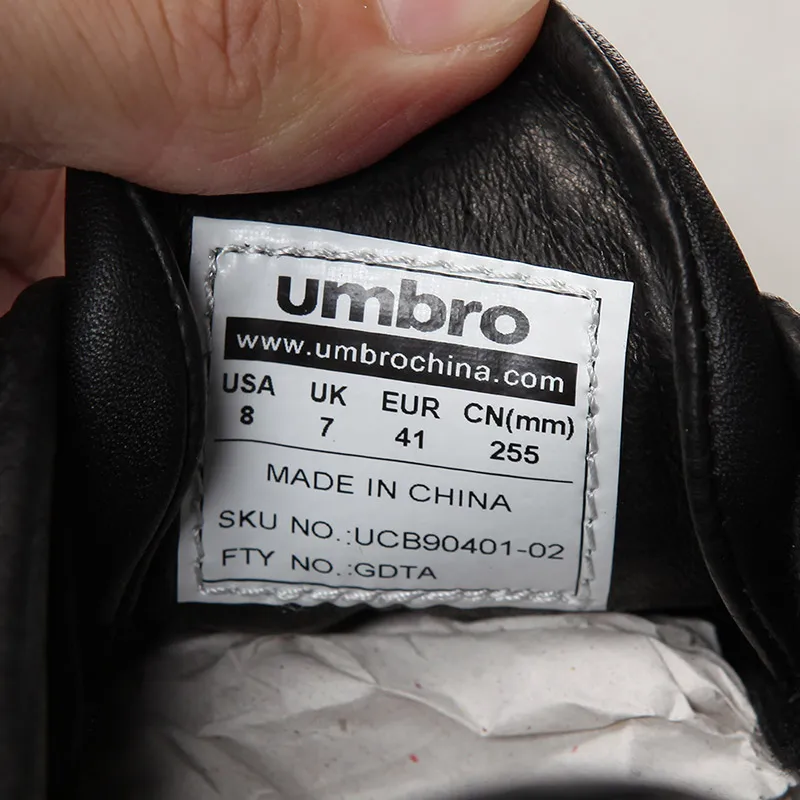 umbro
www.umbrochina.com
USA UK EUR CN(mm)
8 7 41 255
MADE IN CHINA
SKU NO.:UCB90401-02
FTY NO.:GDTA